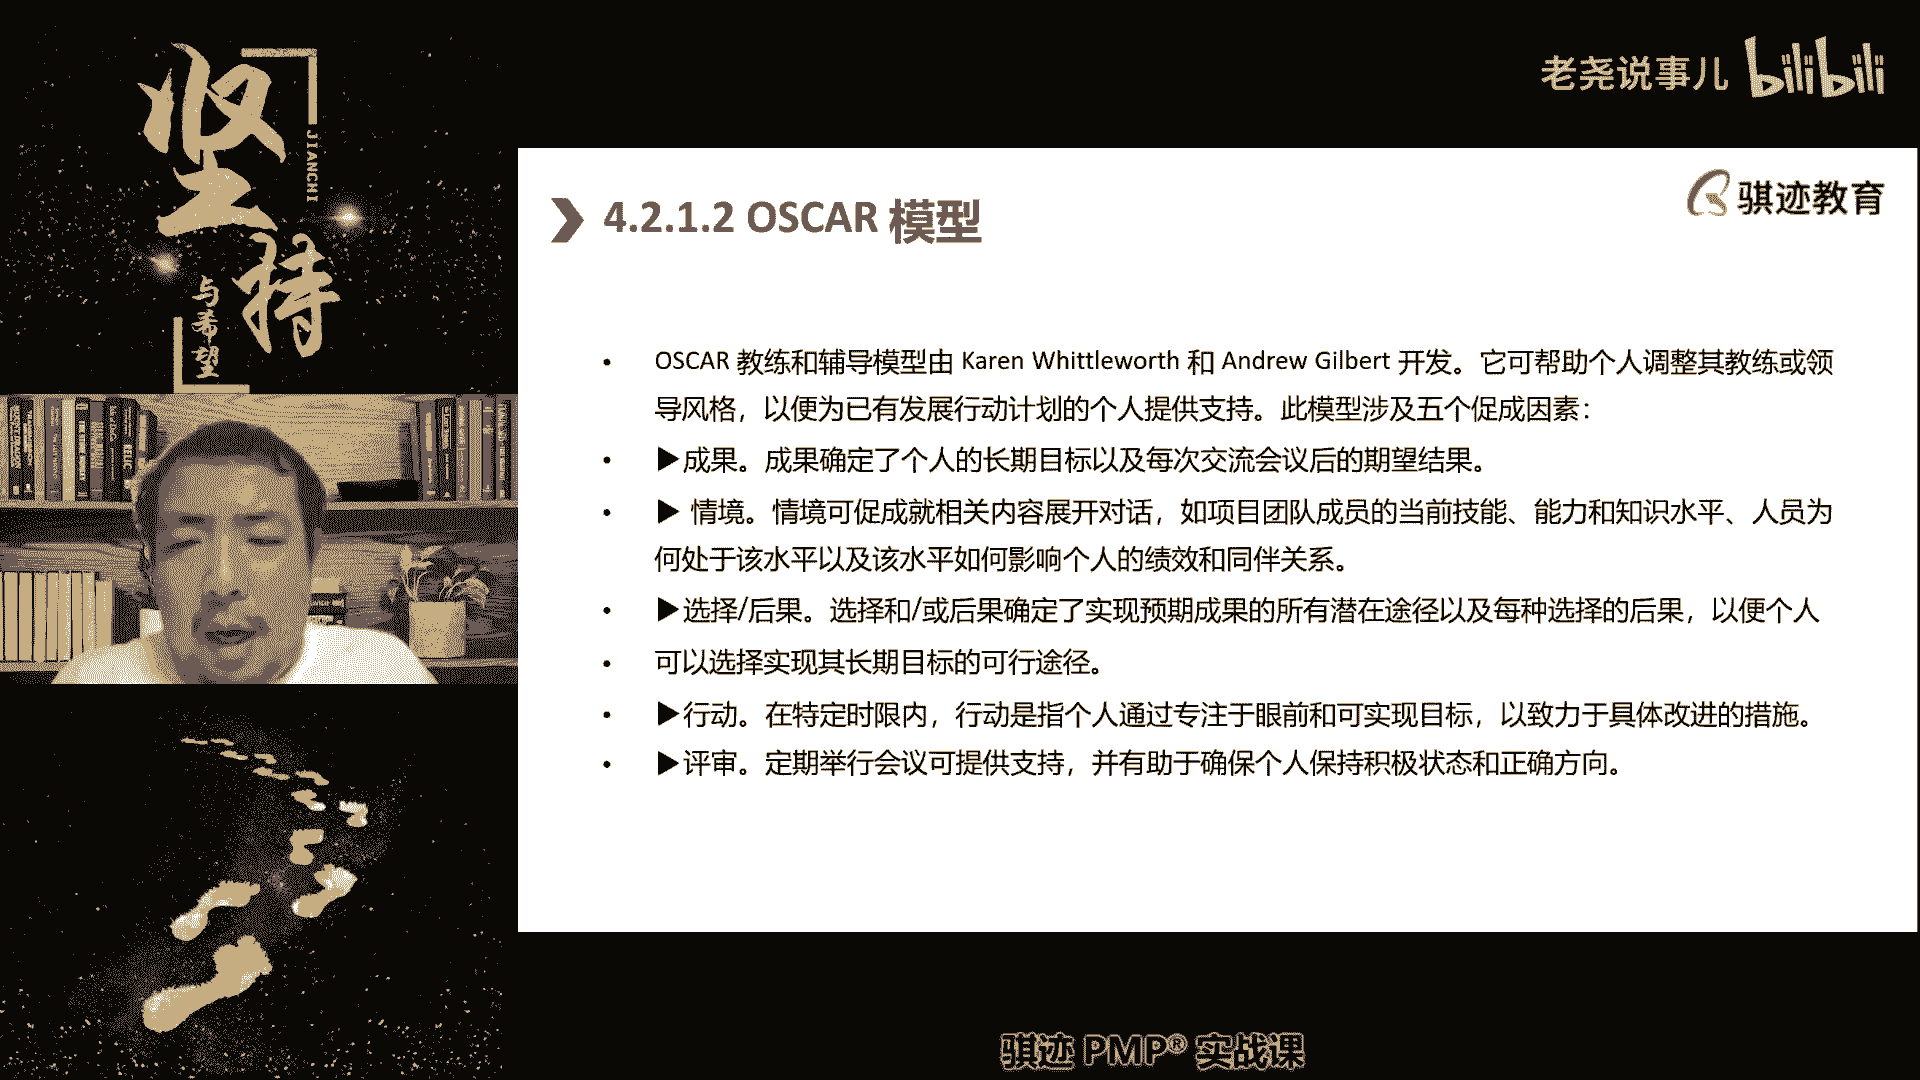 坚持
JIANCHI
与希望
老尧说事儿 bilibili
骐迹教育
4.2.1.2 OSCAR 模型
• OSCAR 教练和辅导模型由 Karen Whittleworth 和 Andrew Gilbert 开发。它可帮助个人调整其教练或领
导风格，以便为已有发展行动计划的个人提供支持。此模型涉及五个促成因素：
• ▶成果。成果确定了个人的长期目标以及每次交流会议后的期望结果。
• ▶ 情境。情境可促成就相关内容展开对话，如项目团队成员的当前技能、能力和知识水平、人员为
何处于该水平以及该水平如何影响个人的绩效和同伴关系。
• ▶选择/后果。选择和/或后果确定了实现预期成果的所有潜在途径以及每种选择的后果，以便个人
• 可以选择实现其长期目标的可行途径。
• ▶行动。在特定时限内，行动是指个人通过专注于眼前和可实现目标，以致力于具体改进的措施。
• ▶评审。定期举行会议可提供支持，并有助于确保个人保持积极状态和正确方向。
骐迹 PMP® 实战课